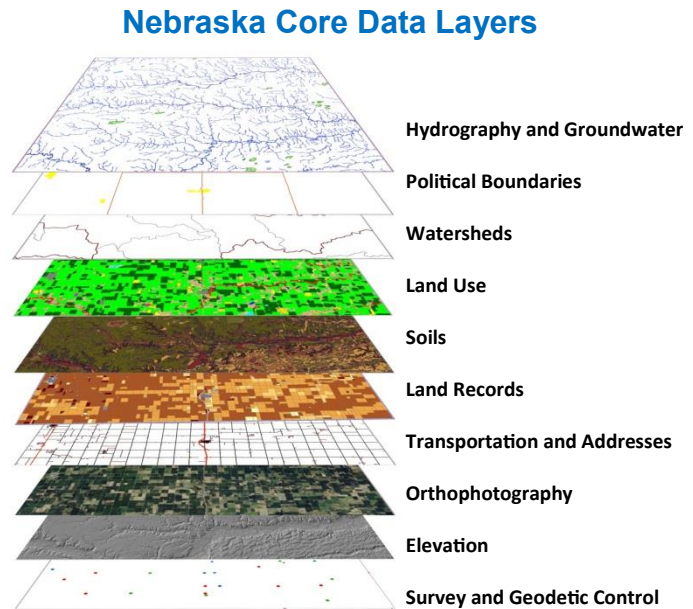 Nebraska Core Data Layers
Hydrography and Groundwater
Political Boundaries
Watersheds
Land Use
Soils
Land Records
Transportation and Addresses
Orthophotography
Elevation
Survey and Geodetic Control